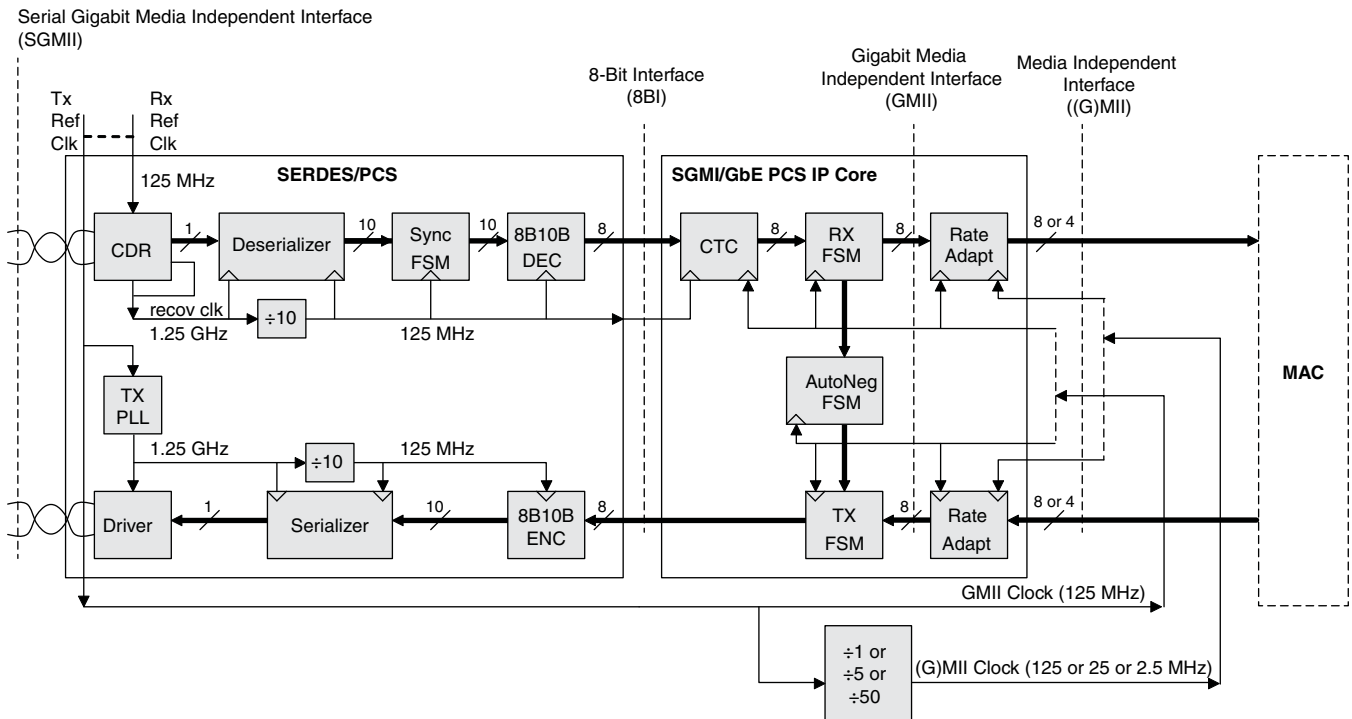 Serial Gigabit Media Independent Interface
(SGMII)
Gigabit Media
Independent Interface
(GMII)
Media Independent
Interface
((G)MII)
8-Bit Interface
(8BI)
Tx
Ref
Clk
Rx
Ref
Clk
125 MHz
SERDES/PCS
SGMI/GbE PCS IP Core
CDR
1
Deserializer
10
Sync
FSM
10
8B10B
DEC
8
CTC
8
RX
FSM
8
Rate
Adapt
8 or 4
recov clk
1.25 GHz
÷10
125 MHz
MAC
TX
PLL
AutoNeg
FSM
1.25 GHz
÷10
125 MHz
Driver
1
Serializer
10
8B10B
ENC
8
TX
FSM
8
Rate
Adapt
8 or 4
GMII Clock (125 MHz)
÷1 or
÷5 or
÷50
(G)MII Clock (125 or 25 or 2.5 MHz)